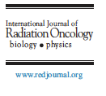 International Journal of
Radiation Oncology
biology • physics
www.redjournal.org